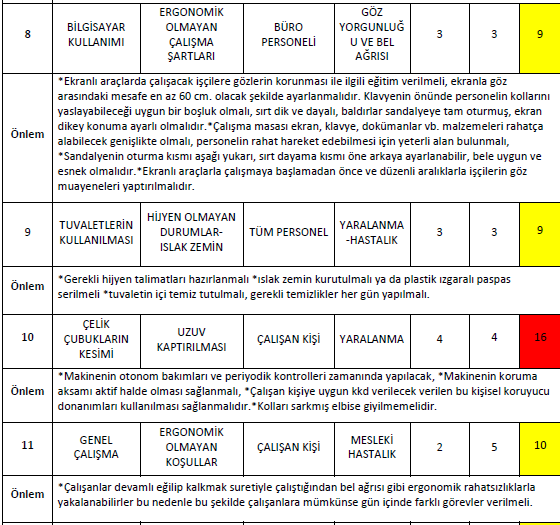 8
BİLGİSAYAR
KULLANIMI
ERGONOMİK
OLMAYAN
ÇALIŞMA
ŞARTLARI
BÜRO
PERSONELİ
GÖZ
YORGUNLUĞ
U VE BEL
AĞRISI
3
3
9
Önlem
*Ekranlı araçlarda çalışacak işçilere gözlerin korunması ile ilgili eğitim verilmeli, ekranla göz
arasındaki mesafe en az 60 cm. olacak şekilde ayarlanmalıdır. Klavyenin önünde personelin kollarını
yaslayabileceği uygun bir boşluk olmalı, sırt dik ve dayalı, baldırlar sandalyeye tam oturmuş, ekran
dikey konuma ayarlı olmalıdır.*Çalışma masası ekran, klavye, dokümanlar vb. malzemeleri rahatça
alabilecek genişlikte olmalı, personelin rahat hareket edebilmesi için yeterli alan bulunmalı,
*Sandalyenin oturma kısmı aşağı yukarı, sırt dayama kısmı öne arkaya ayarlanabilir, bele uygun ve
esnek olmalıdır.*Ekranlı araçlarla çalışmaya başlamadan önce ve düzenli aralıklarla işçilerin göz
muayeneleri yaptırılmalıdır.
9
TUVALETLERİN
KULLANILMASI
HİJYEN OLMAYAN
DURUMLAR-
ISLAK ZEMİN
TÜM PERSONEL
YARALANMA
-HASTALIK
3
3
9
Önlem
*Gerekli hijyen talimatları hazırlanmalı *ıslak zemin kurutulmalı ya da plastik ızgaralı paspas
serilmeli *tuvaletin içi temiz tutulmalı, gerekli temizlikler her gün yapılmalı.
10
ÇELİK
ÇUBUKLARIN
KESİMİ
UZUV
KAPTIRILMASI
ÇALIŞAN KİŞİ
YARALANMA
4
4
16
Önlem
*Makinenin otonom bakımları ve periyodik kontrolleri zamanında yapılacak, *Makinenin koruma
aksamı aktif halde olması sağlanmalı, *Çalışan kişiye uygun kkd verilecek verilen bu kişisel koruyucu
donanımları kullanılması sağlanmalıdır.*Kolları sarkmış elbise giyilmemelidir.
11
GENEL
ÇALIŞMA
ERGONOMİK
OLMAYAN
KOŞULLAR
ÇALIŞAN KİŞİ
MESLEKİ
HASTALIK
2
5
10
Önlem
*Çalışanlar devamlı eğilip kalkmak suretiyle çalıştığından bel ağrısı gibi ergonomik rahatsızlıklarla
yakalanabilirler bu nedenle bu şekilde çalışanlara mümkünse gün içinde farklı görevler verilmeli.